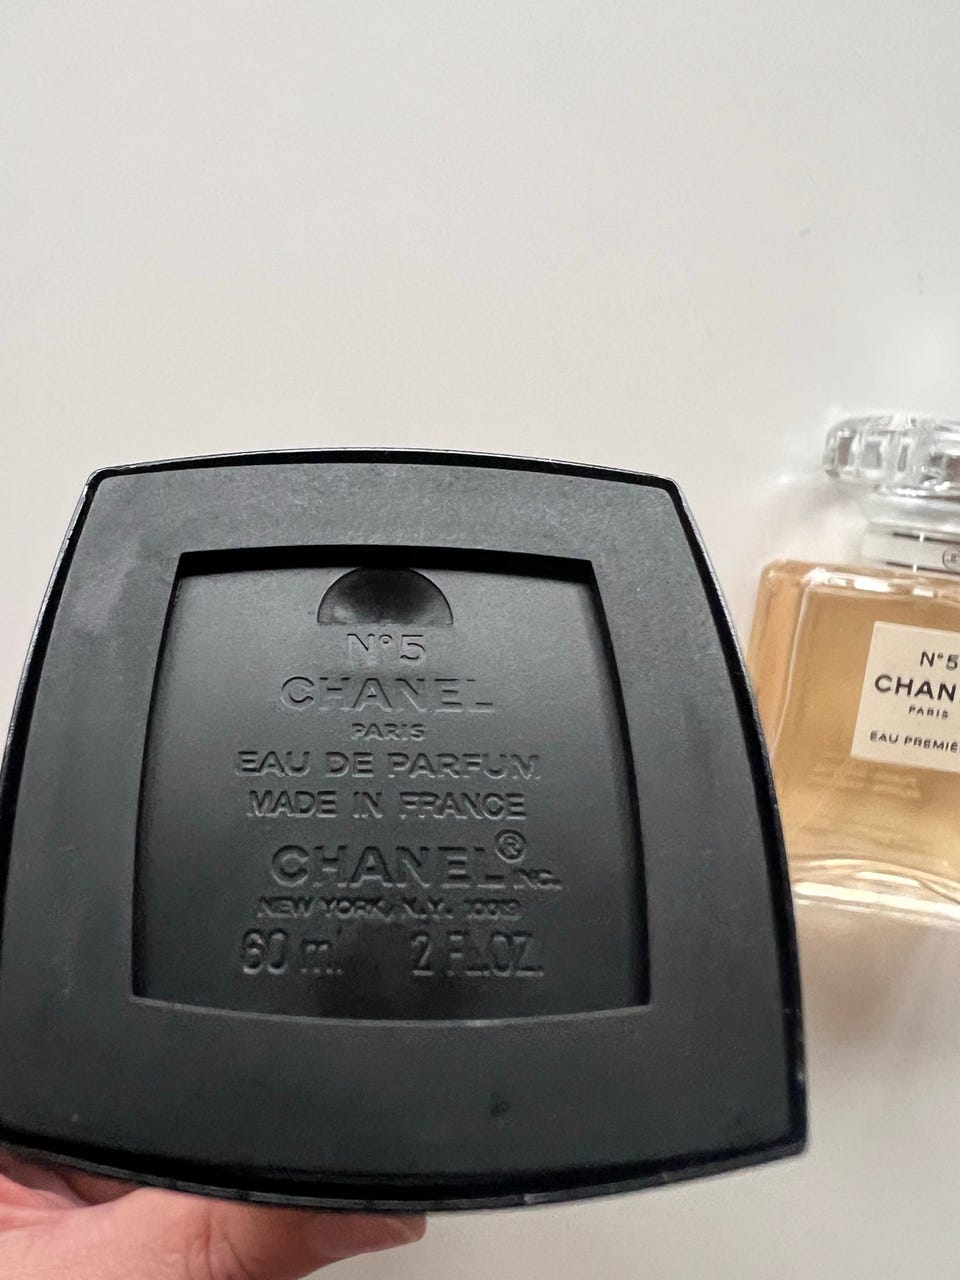 N°5
CHANEL
PARIS
EAU DE PARFUM
MADE IN FRANCE
CHANEL® INC.
NEW YORK, N.Y. 10019
60 ml 2 FL.OZ.
N°5
CHAN
PARIS
EAU PREMIÈ